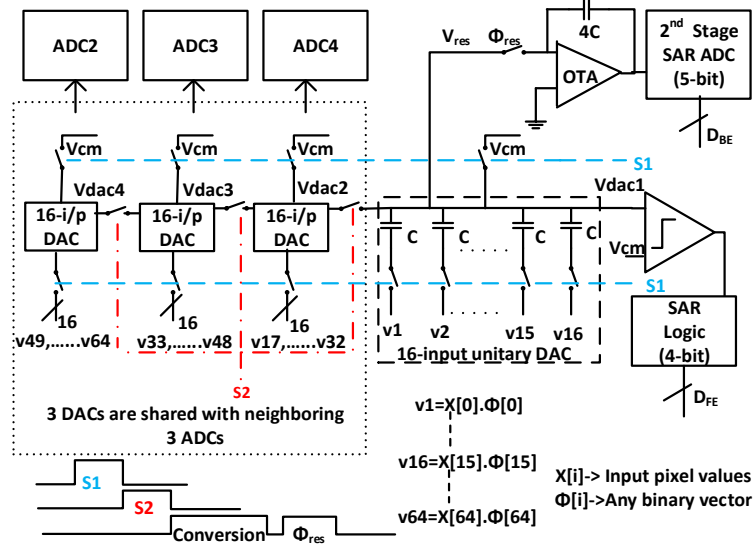 ADC2
ADC3
ADC4
Vres
Φres
4C
OTA
2nd Stage
SAR ADC
(5-bit)
DBE
Vcm
Vcm
Vcm
Vcm
S1
Vdac4
Vdac3
Vdac2
Vdac1
16-i/p
DAC
16-i/p
DAC
16-i/p
DAC
C
C
C
C
. . . . .
Vcm
S1
16
16
16
v49,......v64
v33,......v48
v17,......v32
v1
v2
.....
v15
v16
16-input unitary DAC
SAR
Logic
(4-bit)
DFE
S2
3 DACs are shared with neighboring
3 ADCs
v1=X[0].Φ[0]
v16=X[15].Φ[15]
v64=X[64].Φ[64]
X[i]-> Input pixel values
Φ[i]->Any binary vector
S1
S2
Conversion
Φres